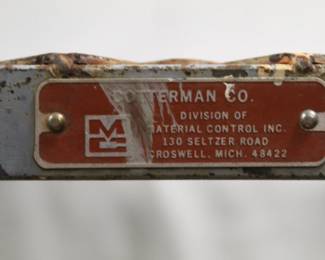 COTTERMAN CO.
DIVISION OF
MATERIAL CONTROL INC.
130 SELTZER ROAD
CROSWELL, MICH. 48422